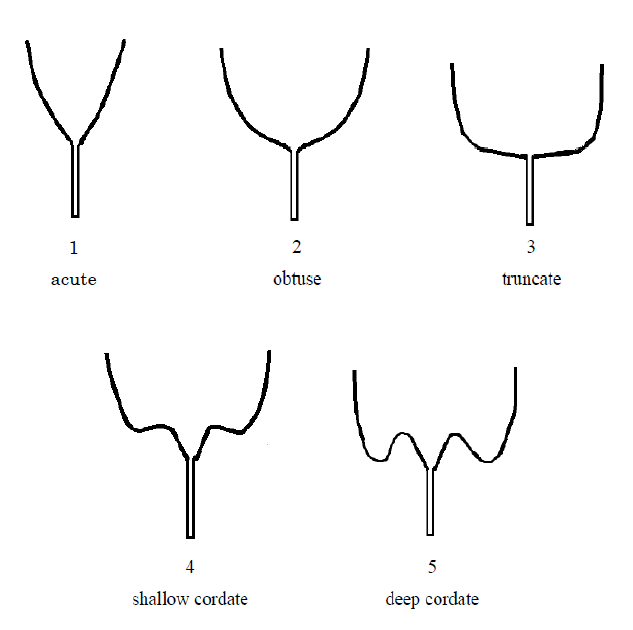 1 2 3
acute obtuse truncate
4 5
shallow cordate deep cordate